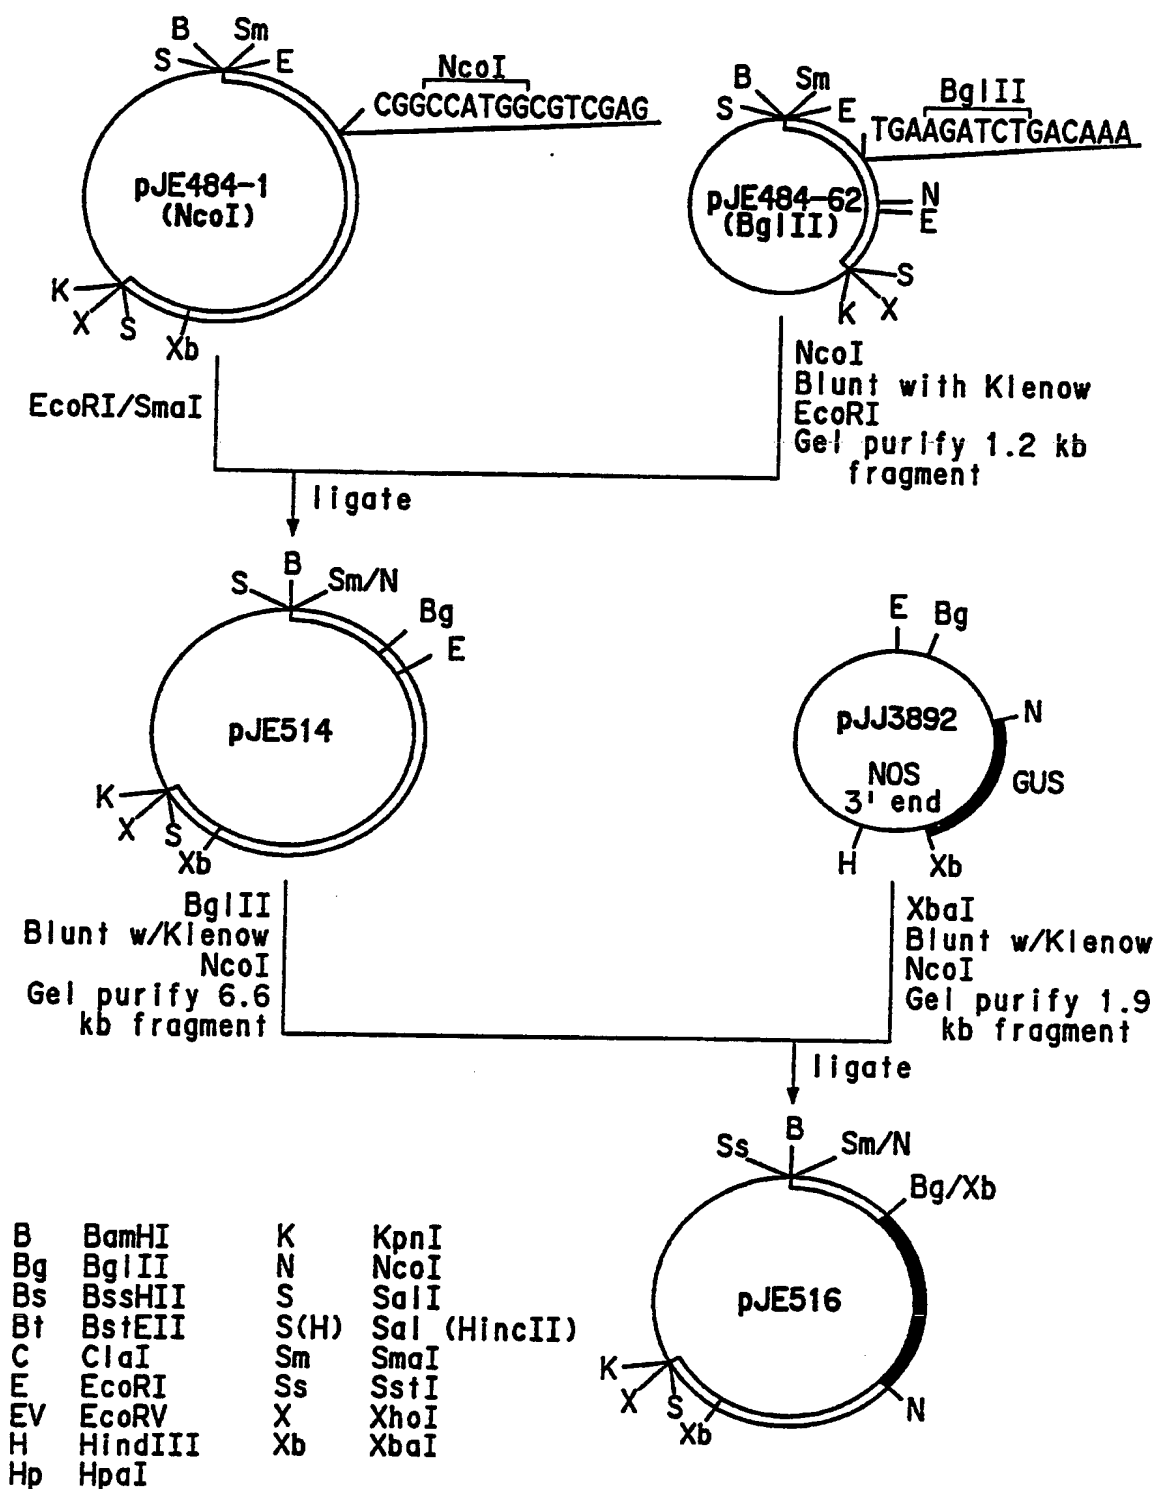 B
Sm
S
E
NcoI
CGGCCATGGCGTCGAG
pJE484-1
(NcoI)
K
X
S
Xb
B
Sm
S
E
BglII
TGAAGATCTGACAAA
pJE484-62
(BglII)
N
E
S
X
K
EcoRI/SmaI
NcoI
Blunt with Klenow
EcoRI
Gel purify 1.2 kb
fragment
ligate
B
S
Sm/N
Bg
E
pJE514
K
X
S
Xb
E
Bg
N
pJJ3892
NOS
3' end
GUS
H
Xb
BglII
Blunt w/Klenow
NcoI
Gel purify 6.6
kb fragment
XbaI
Blunt w/Klenow
NcoI
Gel purify 1.9
kb fragment
ligate
B
Ss
Sm/N
Bg/Xb
pJE516
K
X
S
Xb
N
B BamHI K KpnI
Bg BglII N NcoI
Bs BssHII S SalI
Bt BstEII S(H) Sal (HincII)
C ClaI Sm SmaI
E EcoRI Ss SstI
EV EcoRV X XhoI
H HindIII Xb XbaI
Hp HpaI